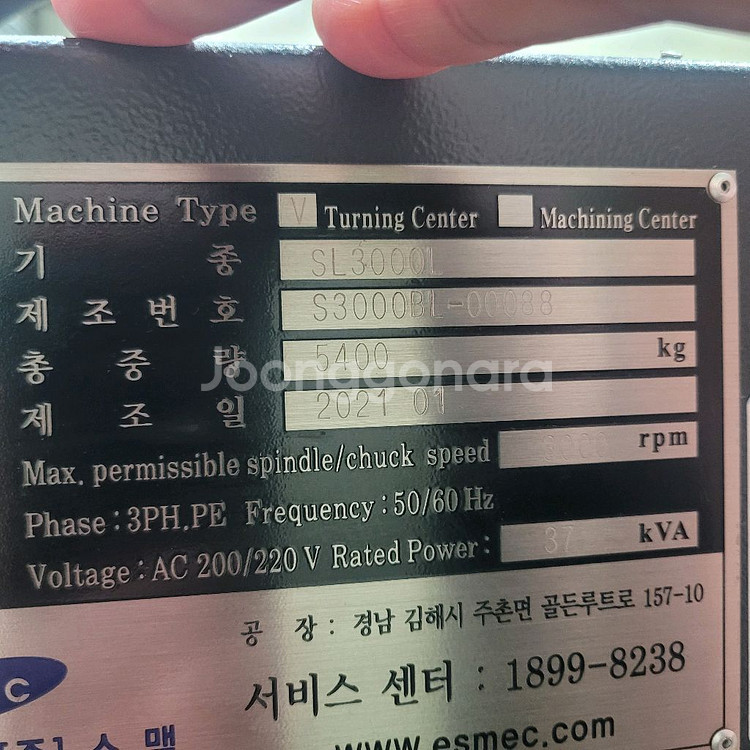 Machine Type V Turning Center Machining Center
기 종 SL3000L
제 조 번 호 S3000BL-00088
총 중 량 5400 kg
Joonggonara
제 조 일 2021 01
Max. permissible spindle/chuck speed rpm
Phase : 3PH.PE Frequency : 50/60 Hz
Voltage : AC 200/220 V Rated Power : 37 kVA
공 장 : 경남 김해시 주촌면 골든루트로 157-10
서비스 센터 : 1899-8238
C
스맥
www.esmec.com